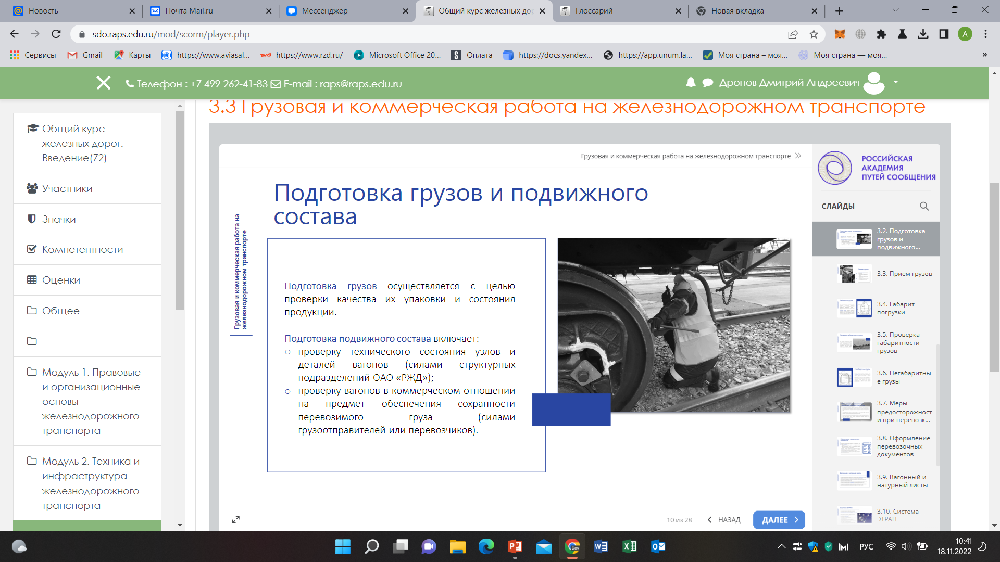 Новость
Почта Mail.ru
Мессенджер
Общий курс железных дор
Глоссарий
Новая вкладка
sdo.raps.edu.ru/mod/scorm/player.php
A
Сервисы
Gmail
Карты
https://www.aviasal...
https://www.rzd.ru/
Microsoft Office 20...
Оплата
https://docs.yandex...
https://app.unum.la...
Моя страна – моя...
Моя страна — моя...
»
Телефон : +7 499 262-41-83 E-mail : raps@raps.edu.ru
Дронов Дмитрий Андреевич
3.3 Грузовая и коммерческая работа на железнодорожном транспорте
Общий курс
железных дорог.
Введение(72)
Участники
Значки
Компетентности
Оценки
Общее
Модуль 1. Правовые
и организационные
основы
железнодорожного
транспорта
Модуль 2. Техника и
инфраструктура
железнодорожного
транспорта
Грузовая и коммерческая работа на железнодорожном транспорте
Подготовка грузов и подвижного
состава
Грузовая и коммерческая работа на
железнодорожном транспорте
Подготовка грузов осуществляется с целью
проверки качества их упаковки и состояния
продукции.
Подготовка подвижного состава включает:
проверку технического состояния узлов и
деталей вагонов (силами структурных
подразделений ОАО «РЖД»);
проверку вагонов в коммерческом отношении
на предмет обеспечения сохранности
перевозимого груза (силами
грузоотправителей или перевозчиков).
10 из 28
НАЗАД
ДАЛЕЕ
РОССИЙСКАЯ
АКАДЕМИЯ
ПУТЕЙ СООБЩЕНИЯ
СЛАЙДЫ
3.2. Подготовка
грузов и
подвижного...
3.3. Прием грузов
3.4. Габарит
погрузки
3.5. Проверка
габаритности
грузов
3.6. Негабаритны
е грузы
3.7. Меры
предосторожност
и при перевозк...
3.8. Оформление
перевозочных
документов
3.9. Вагонный и
натурный листы
3.10. Система
ЭТРАН
Dev
РУС
10:41
18.11.2022